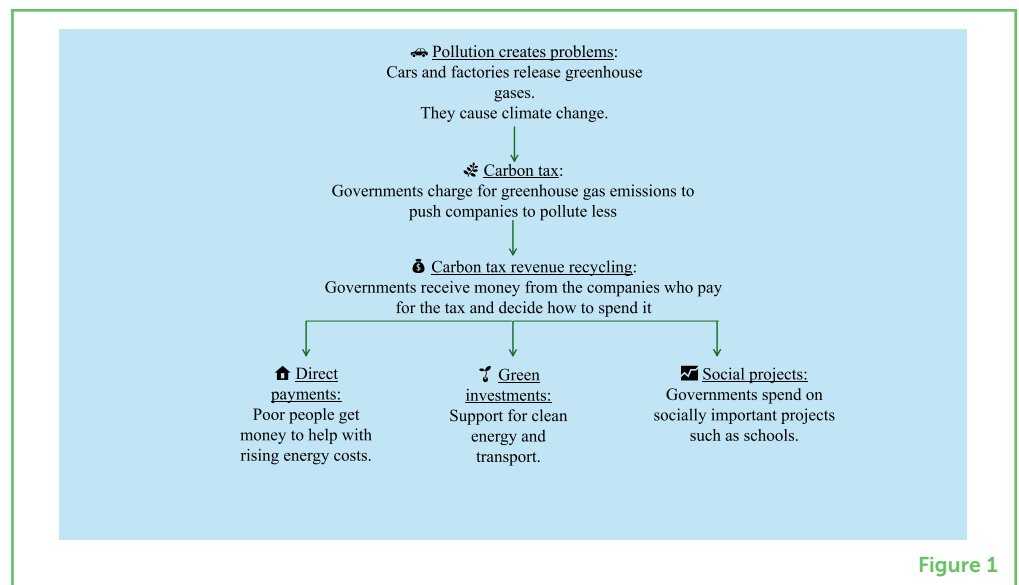 Pollution creates problems:
Cars and factories release greenhouse
gases.
They cause climate change.
Carbon tax:
Governments charge for greenhouse gas emissions to
push companies to pollute less
Carbon tax revenue recycling:
Governments receive money from the companies who pay
for the tax and decide how to spend it
Direct
payments:
Poor people get
money to help with
rising energy costs.
Green
investments:
Support for clean
energy and
transport.
Social projects:
Governments spend on
socially important projects
such as schools.
Figure 1